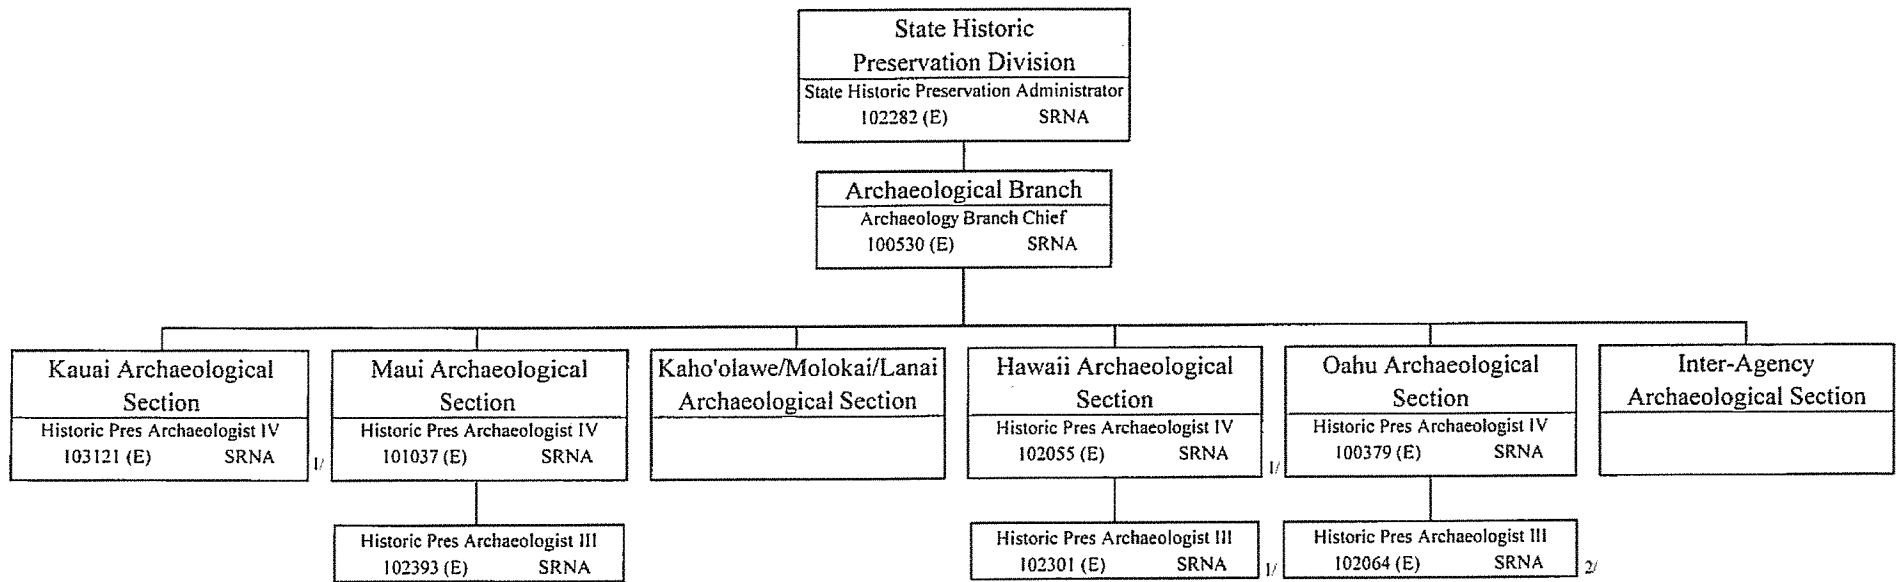 State Historic
Preservation Division
State Historic Preservation Administrator
102282 (E) SRNA
Archaeological Branch
Archaeology Branch Chief
100530 (E) SRNA
Kauai Archaeological
Section
Historic Pres Archaeologist IV
103121 (E) SRNA
1/
Maui Archaeological
Section
Historic Pres Archaeologist IV
101037 (E) SRNA
Historic Pres Archaeologist III
102393 (E) SRNA
Kaho'olawe/Molokai/Lanai
Archaeological Section
Hawaii Archaeological
Section
Historic Pres Archaeologist IV
102055 (E) SRNA
1/
Historic Pres Archaeologist III
102301 (E) SRNA
1/
Oahu Archaeological
Section
Historic Pres Archaeologist IV
100379 (E) SRNA
Historic Pres Archaeologist III
102064 (E) SRNA
2/
Inter-Agency
Archaeological Section